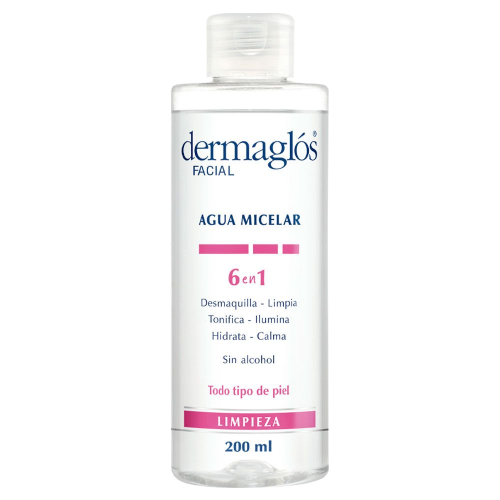 dermaglós®
FACIAL
AGUA MICELAR
6 en 1
Desmaquilla - Limpia
Tonifica - Ilumina
Hidrata - Calma
Sin alcohol
Todo tipo de piel
LIMPIEZA
200 ml